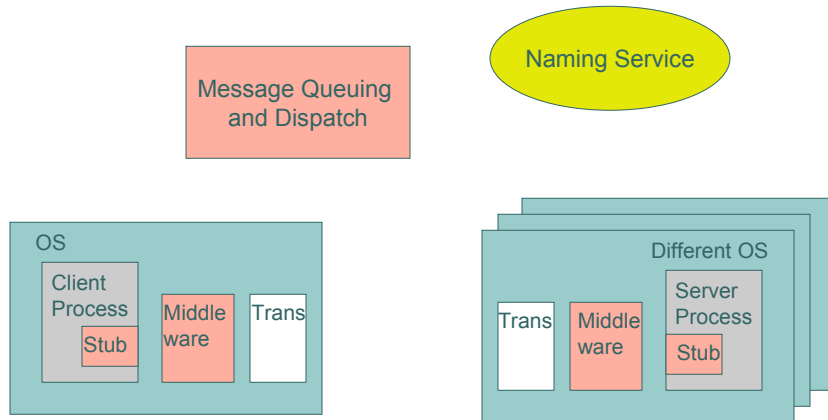 Message Queuing
and Dispatch
Naming Service
OS
Client
Process
Stub
Middle
ware
Trans
Different OS
Trans
Middle
ware
Server
Process
Stub